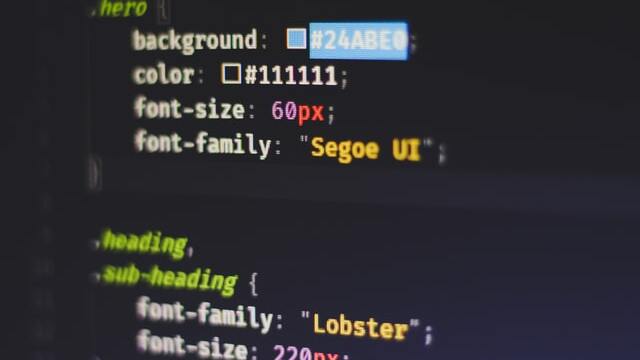 .hero {
background: #24ABE0;
color: #111111;
font-size: 60px;
font-family: "Segoe UI";
}
.heading,
.sub-heading {
font-family: "Lobster";
font-size: 220px;